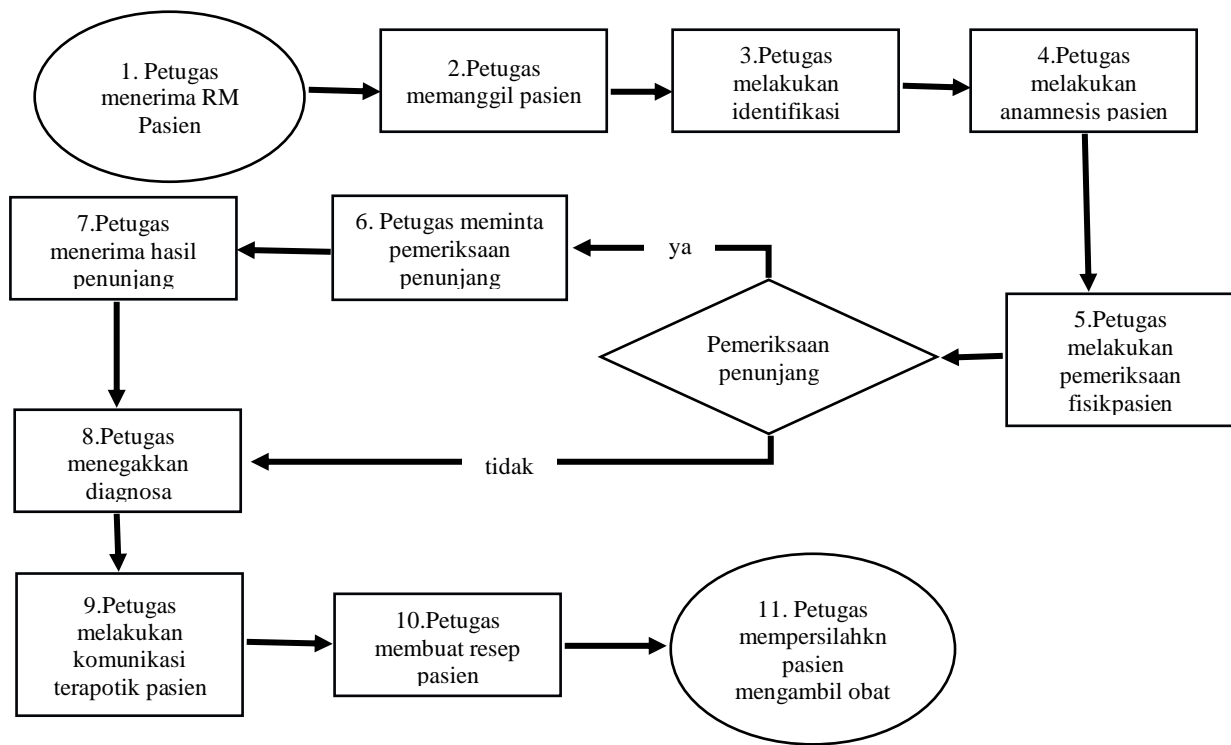 1. Petugas
menerima RM
Pasien
2.Petugas
memanggil pasien
3.Petugas
melakukan
identifikasi
4.Petugas
melakukan
anamnesis pasien
5.Petugas
melakukan
pemeriksaan
fisikpasien
Pemeriksaan
penunjang
ya
6. Petugas meminta
pemeriksaan
penunjang
7.Petugas
menerima hasil
penunjang
tidak
8.Petugas
menegakkan
diagnosa
9.Petugas
melakukan
komunikasi
terapotik pasien
10.Petugas
membuat resep
pasien
11. Petugas
mempersilahkn
pasien
mengambil obat